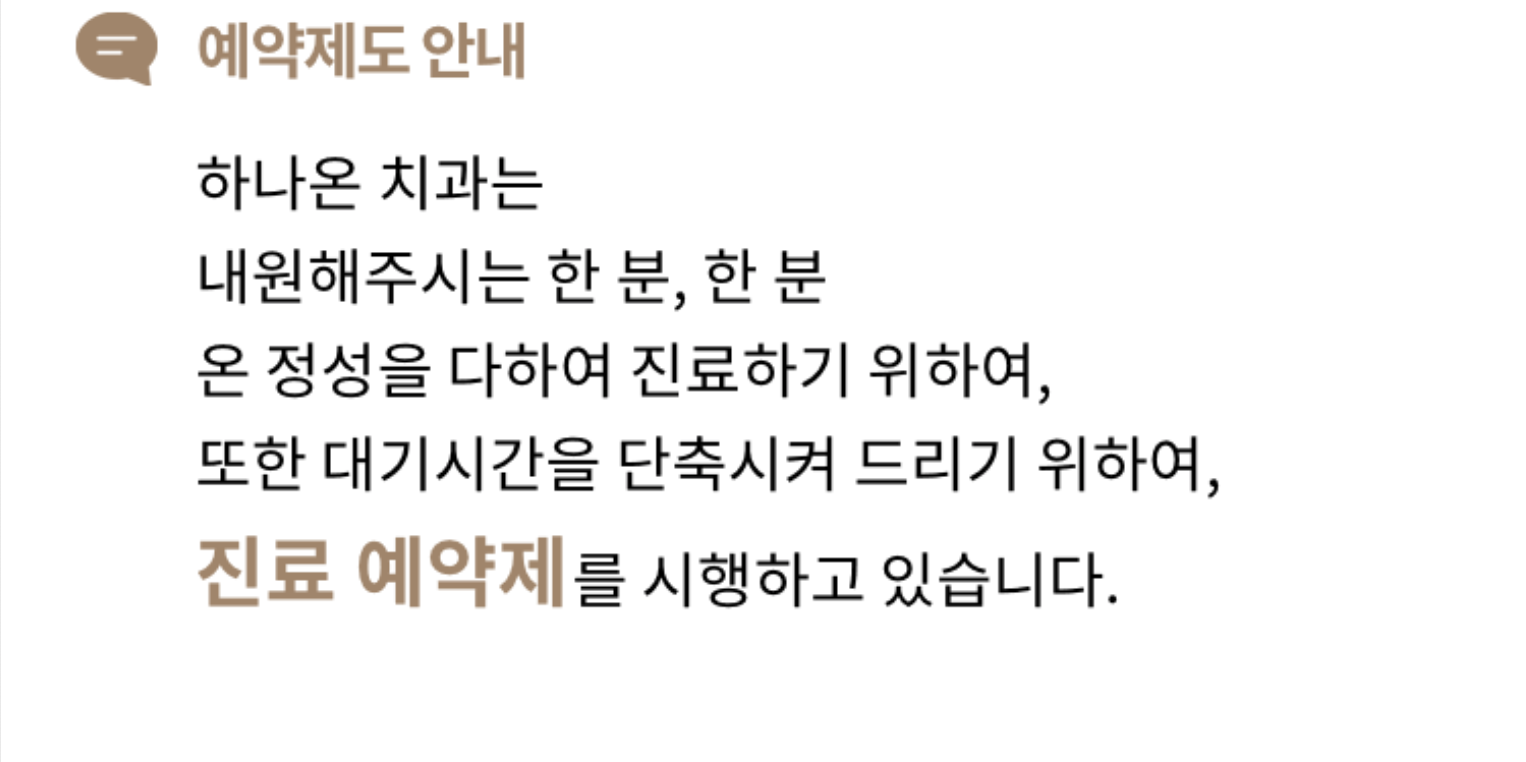 예약제도 안내
하나온 치과는
내원해주시는 한 분, 한 분
온 정성을 다하여 진료하기 위하여,
또한 대기시간을 단축시켜 드리기 위하여,
진료 예약제를 시행하고 있습니다.